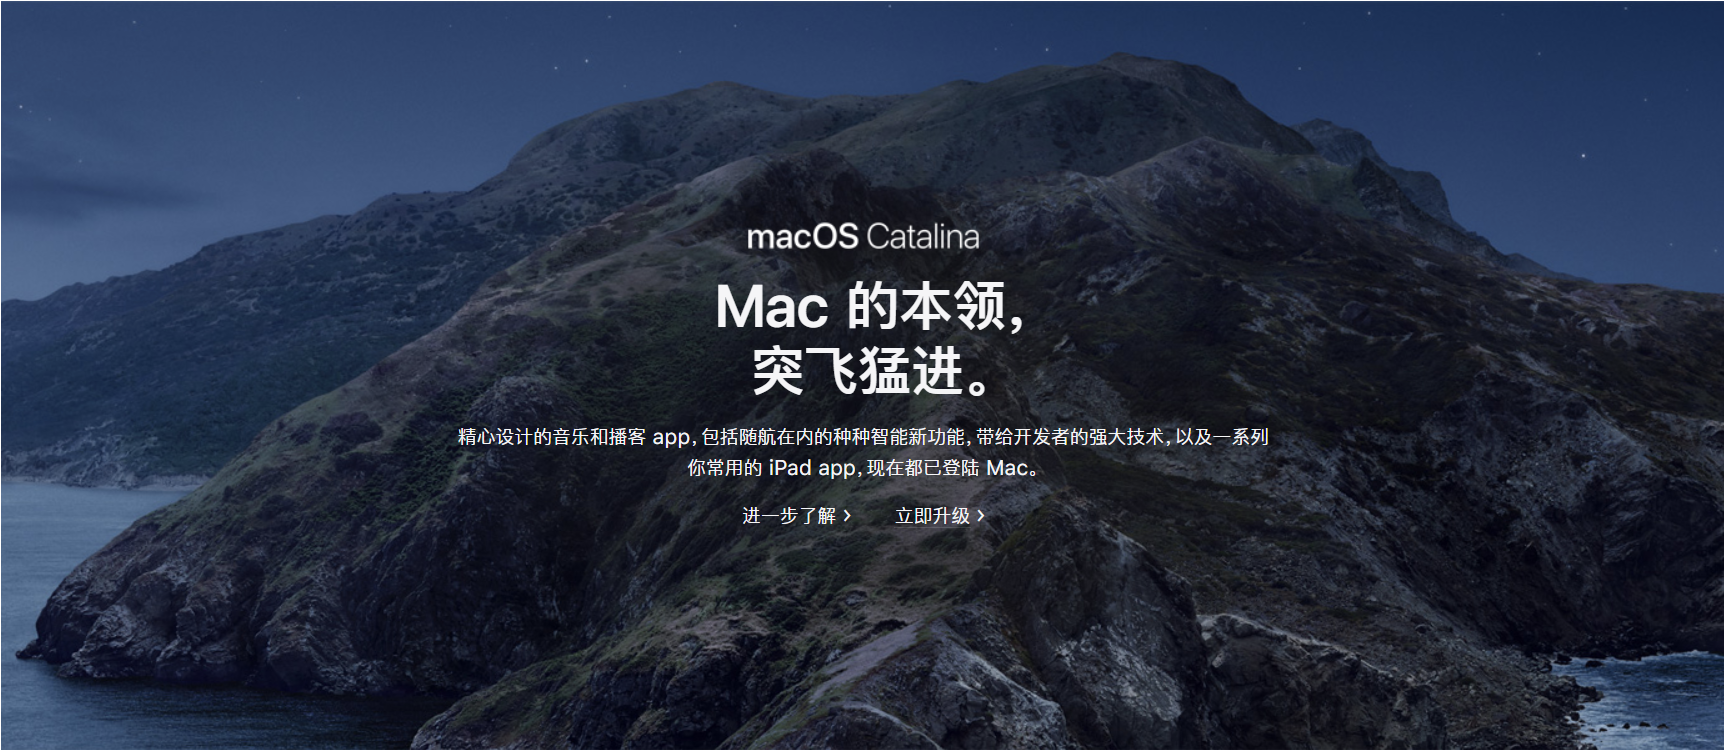 macOS Catalina
Mac 的本领，
突飞猛进。
精心设计的音乐和播客 app，包括随航在内的种种智能新功能，带给开发者的强大技术，以及一系列
你常用的 iPad app，现在都已登陆 Mac。
进一步了解 > 立即升级 >